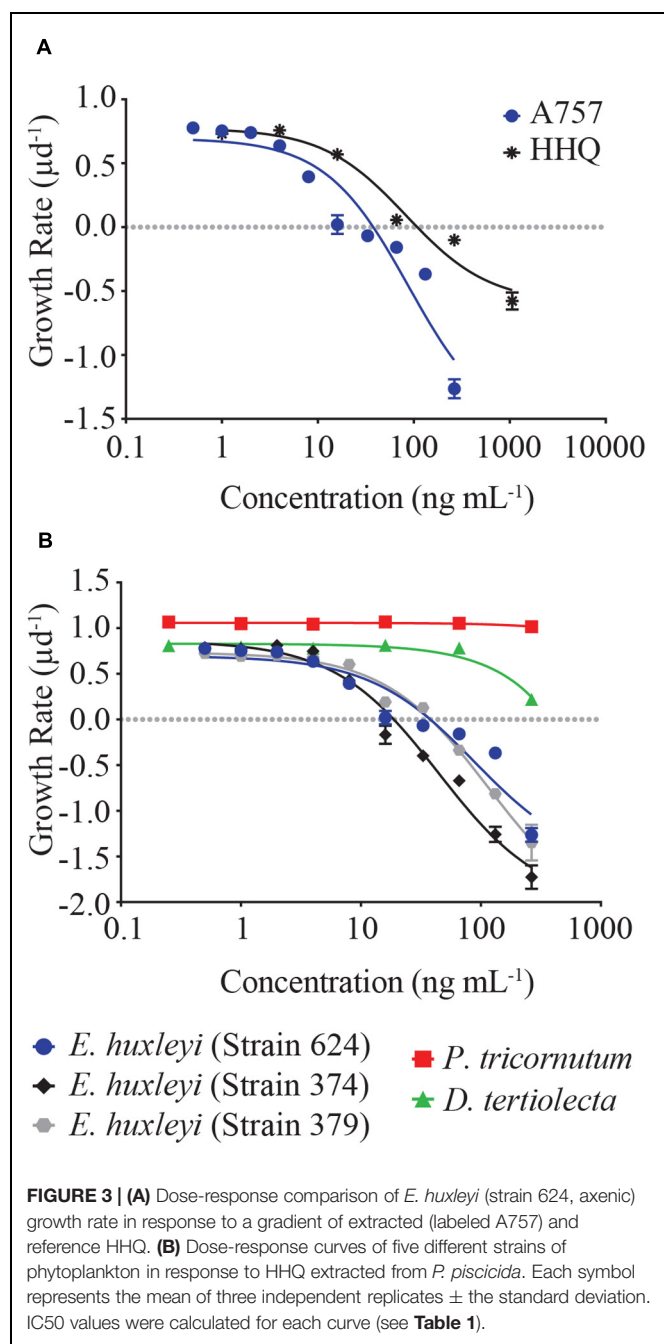 A
A757
HHQ
1.0
0.5
0.0
-0.5
-1.0
-1.5
Growth Rate (μd-1)
0.1 1 10 100 1000 10000
Concentration (ng mL-1)
B
1.5
1.0
0.5
0.0
-0.5
-1.0
-1.5
-2.0
Growth Rate (μd-1)
0.1 1 10 100 1000
Concentration (ng mL-1)
E. huxleyi (Strain 624)
E. huxleyi (Strain 374)
E. huxleyi (Strain 379)
P. tricornutum
D. tertiolecta
FIGURE 3 | (A) Dose-response comparison of E. huxleyi (strain 624, axenic)
growth rate in response to a gradient of extracted (labeled A757) and
reference HHQ. (B) Dose-response curves of five different strains of
phytoplankton in response to HHQ extracted from P. piscicida. Each symbol
represents the mean of three independent replicates ± the standard deviation.
IC50 values were calculated for each curve (see Table 1).